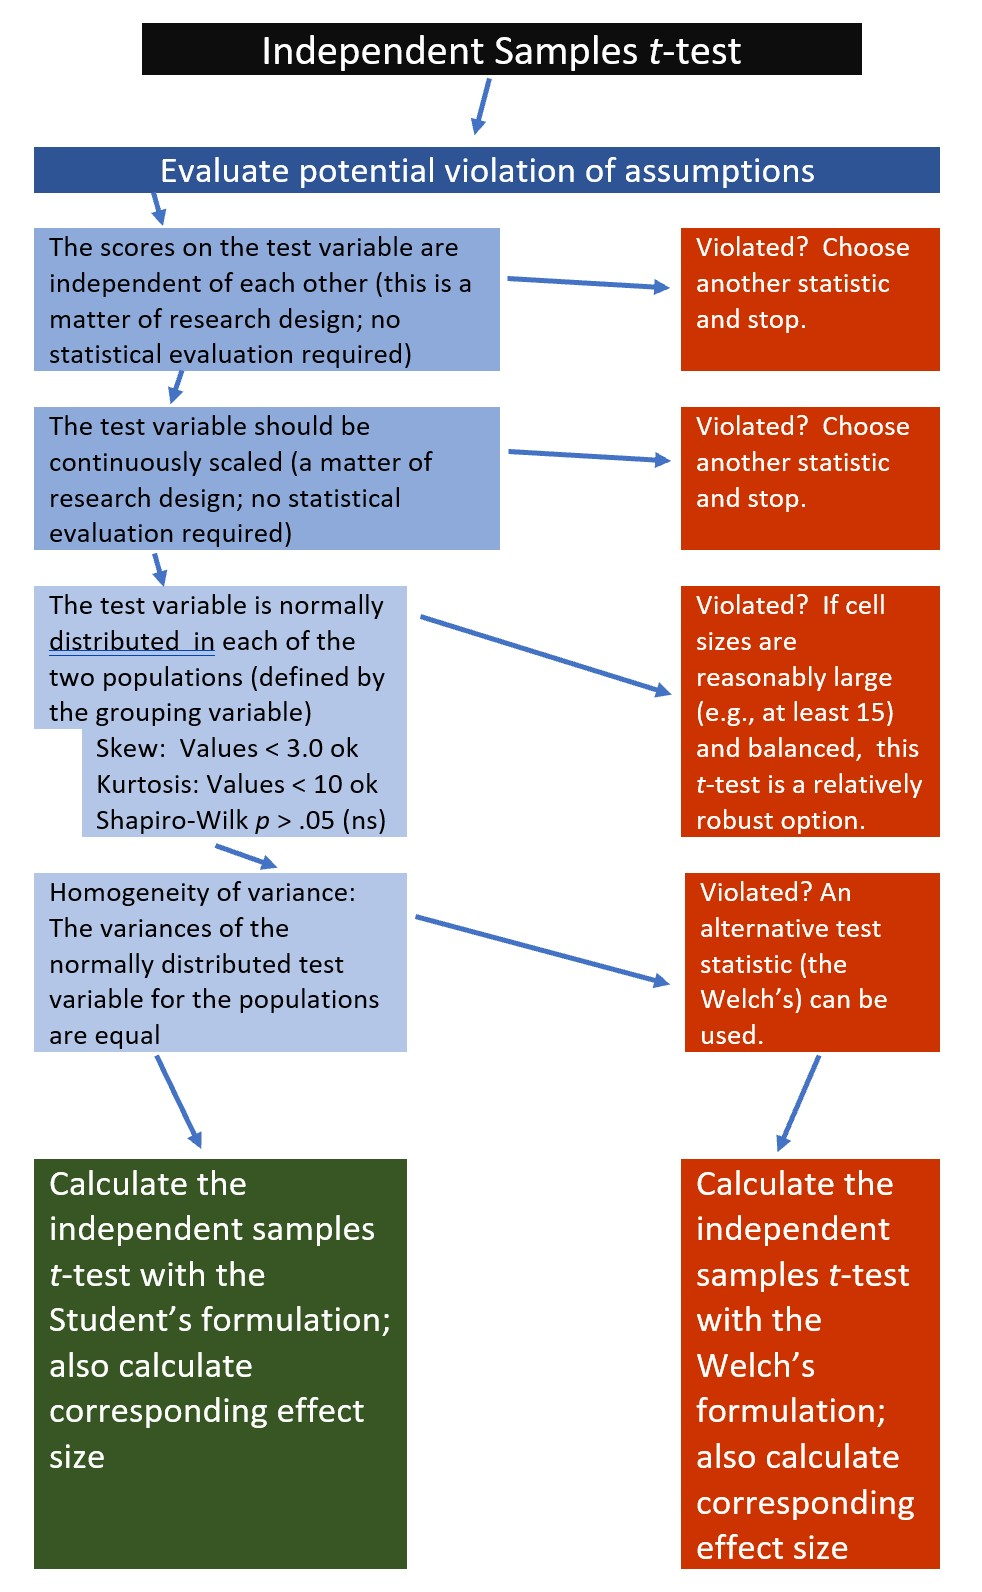 Independent Samples t-test
Evaluate potential violation of assumptions
The scores on the test variable are
independent of each other (this is a
matter of research design; no
statistical evaluation required)
Violated?  Choose
another statistic
and stop.
The test variable should be
continuously scaled (a matter of
research design; no statistical
evaluation required)
Violated?  Choose
another statistic
and stop.
The test variable is normally
distributed  in each of the
two populations (defined by
the grouping variable)
Skew:  Values < 3.0 ok
Kurtosis: Values < 10 ok
Shapiro-Wilk p > .05 (ns)
Violated?  If cell
sizes are
reasonably large
(e.g., at least 15)
and balanced,  this
t-test is a relatively
robust option.
Homogeneity of variance:
The variances of the
normally distributed test
variable for the populations
are equal
Violated? An
alternative test
statistic (the
Welch’s) can be
used.
Calculate the
independent samples
t-test with the
Student’s formulation;
also calculate
corresponding effect
size
Calculate the
independent
samples t-test
with the
Welch’s
formulation;
also calculate
corresponding
effect size